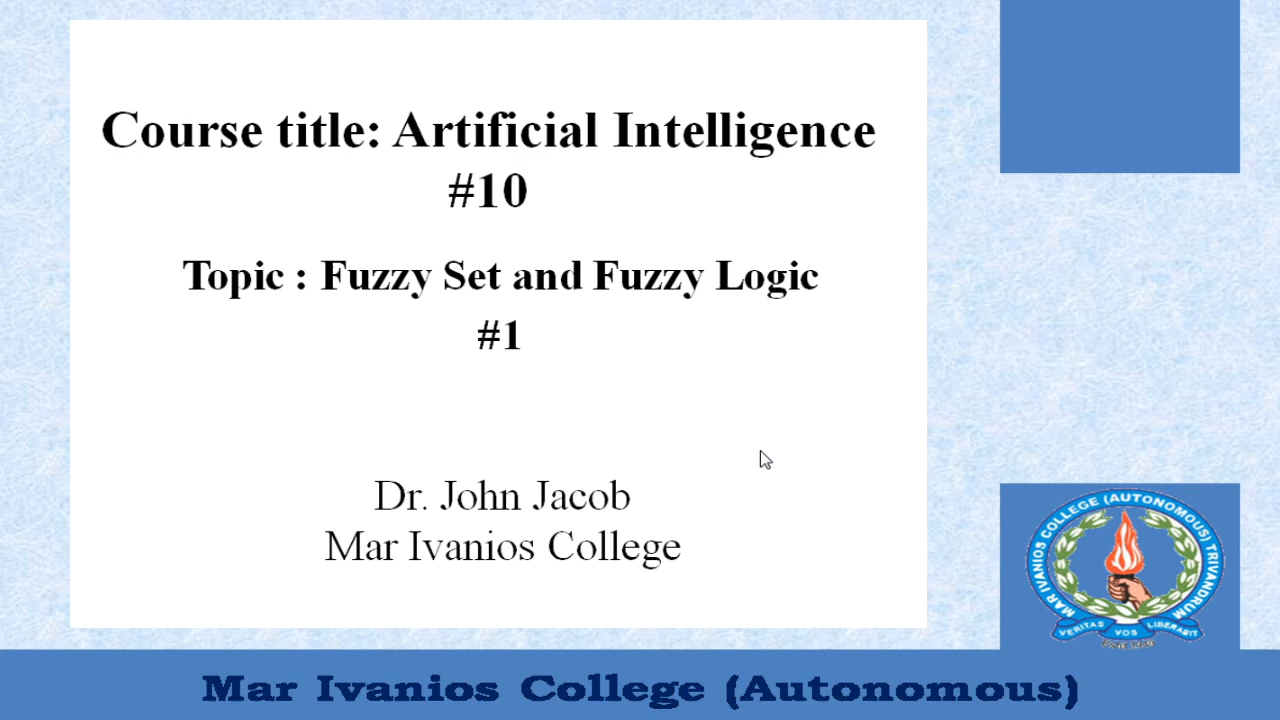 Course title: Artificial Intelligence
#10
Topic : Fuzzy Set and Fuzzy Logic
#1
Dr. John Jacob
Mar Ivanios College
MAR IVANIOS COLLEGE (AUTONOMOUS) TRIVANDRUM
VERITAS VOS LIBERABIT
Mar Ivanios College (Autonomous)